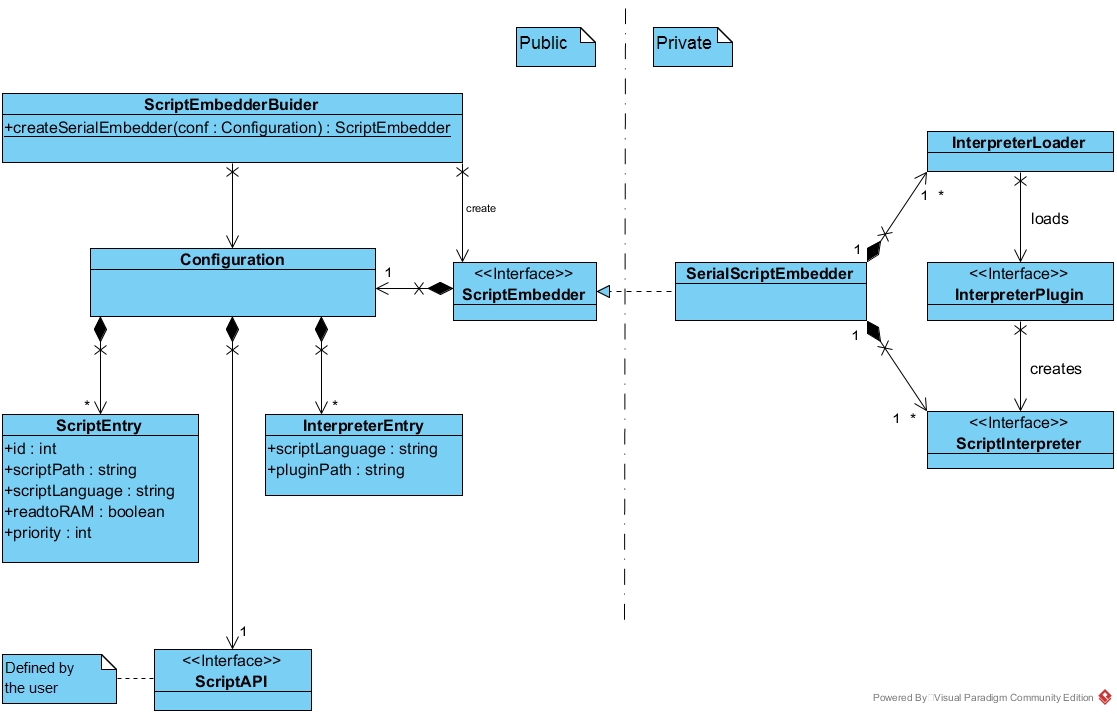 Public
Private
ScriptEmbedderBuider
+createSerialEmbedder(conf : Configuration) : ScriptEmbedder
create
Configuration
1
<<Interface>>
ScriptEmbedder
SerialScriptEmbedder
1
1
InterpreterLoader
1 *
loads
<<Interface>>
InterpreterPlugin
creates
1 *
<<Interface>>
ScriptInterpreter
*
ScriptEntry
+id : int
+scriptPath : string
+scriptLanguage : string
+readtoRAM : boolean
+priority : int
*
InterpreterEntry
+scriptLanguage : string
+pluginPath : string
1
<<Interface>>
ScriptAPI
Defined by
the user
Powered By Visual Paradigm Community Edition